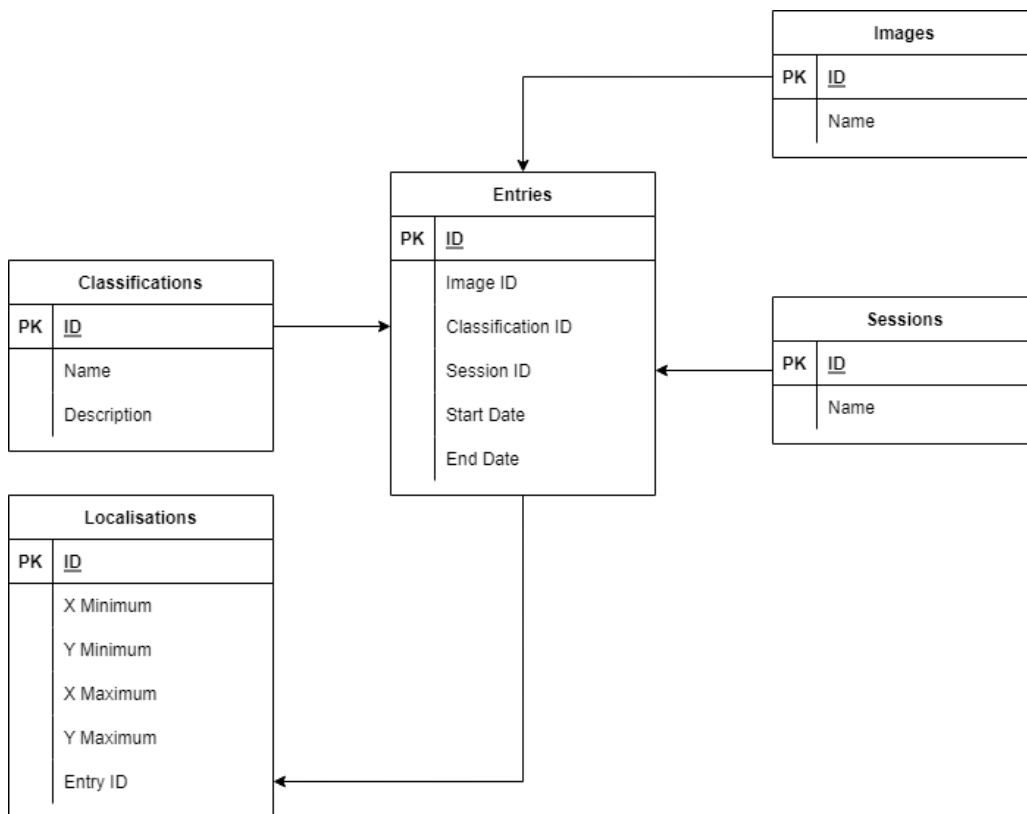 Images
PK ID
Name
Entries
PK ID
Image ID
Classification ID
Session ID
Start Date
End Date
Classifications
PK ID
Name
Description
Sessions
PK ID
Name
Localisations
PK ID
X Minimum
Y Minimum
X Maximum
Y Maximum
Entry ID